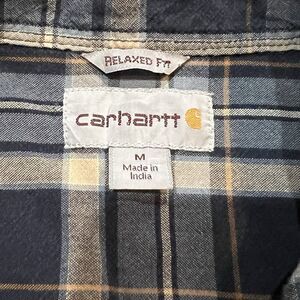 RELAXED FIT
carhartt
M
Made in
India